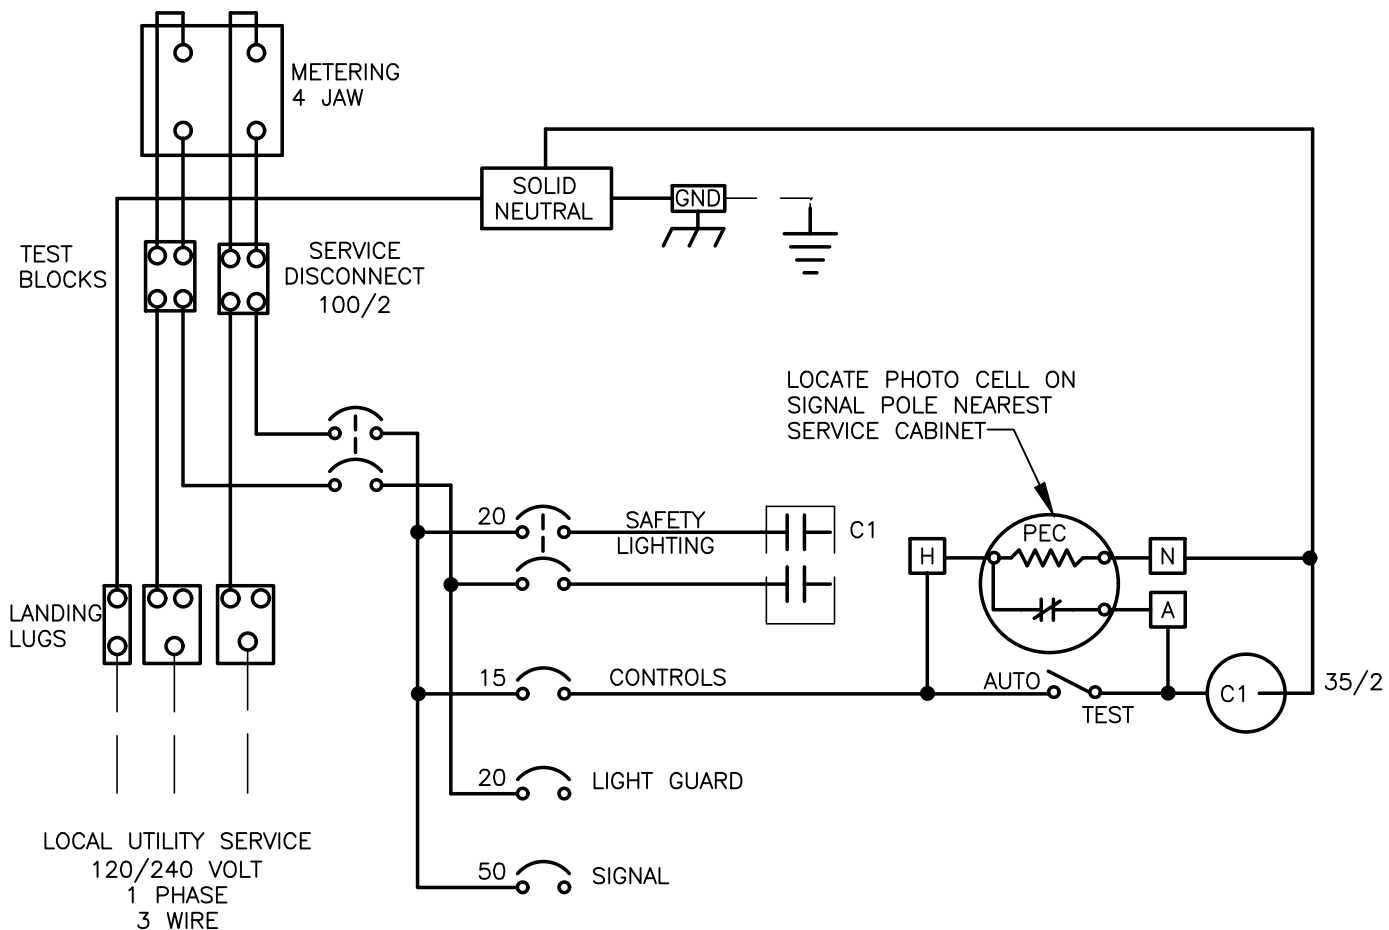 METERING
4 JAW
SOLID
NEUTRAL
GND
TEST
BLOCKS
SERVICE
DISCONNECT
100/2
LOCATE PHOTO CELL ON
SIGNAL POLE NEAREST
SERVICE CABINET
20
SAFETY
LIGHTING
C1
H
PEC
N
A
LANDING
LUGS
15
CONTROLS
AUTO
TEST
C1
35/2
20
LIGHT GUARD
50
SIGNAL
LOCAL UTILITY SERVICE
120/240 VOLT
1 PHASE
3 WIRE